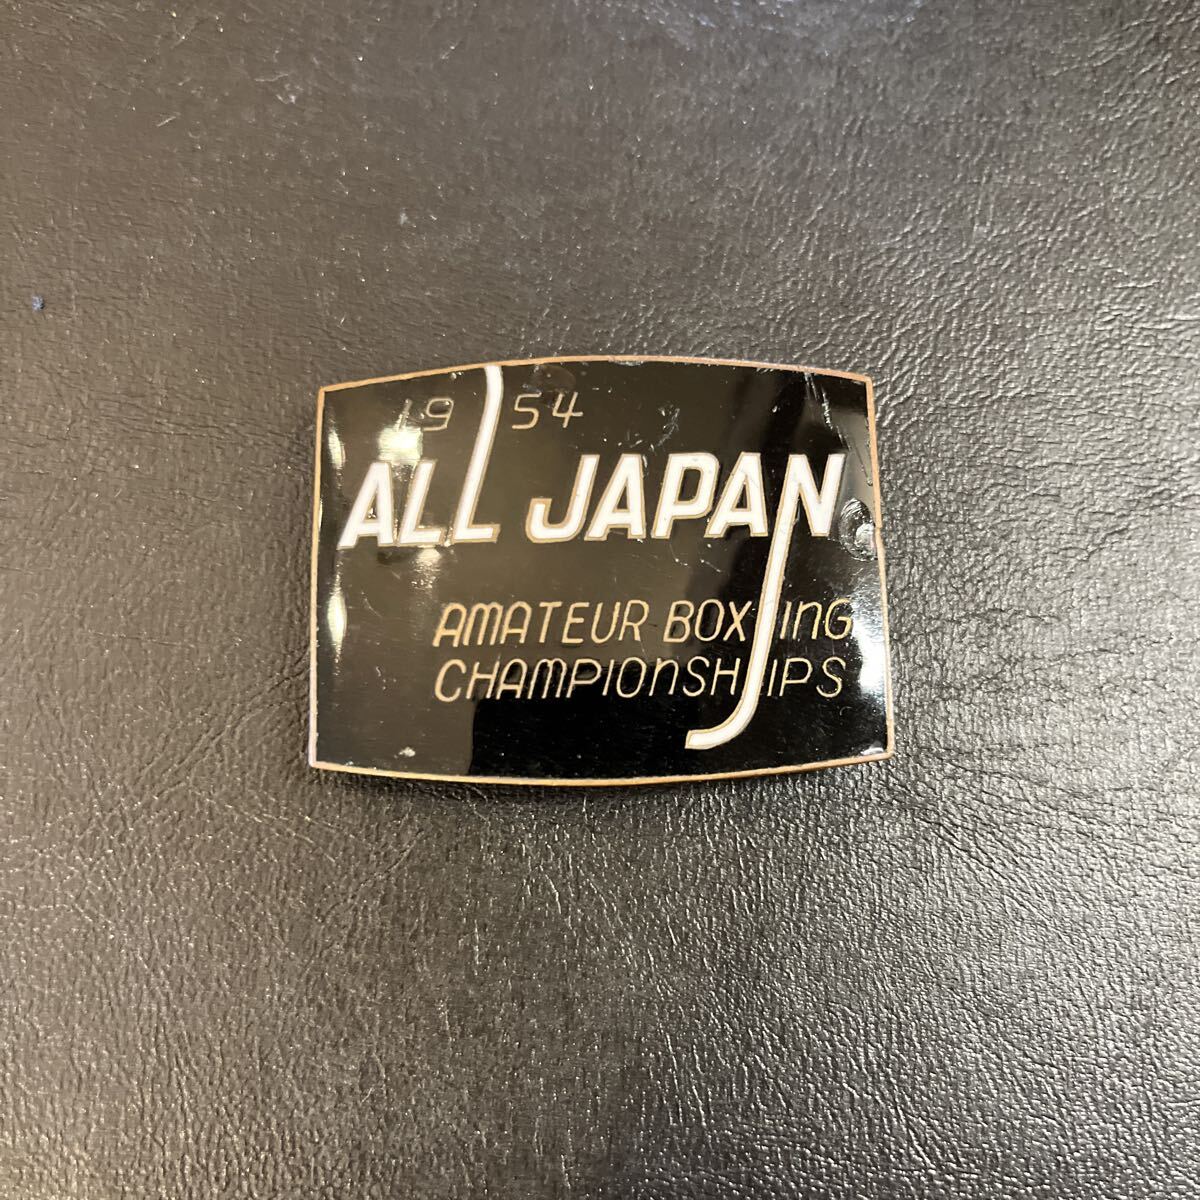 1954
ALL JAPAN
AMATEUR BOXING
CHAMPIONSHIPS